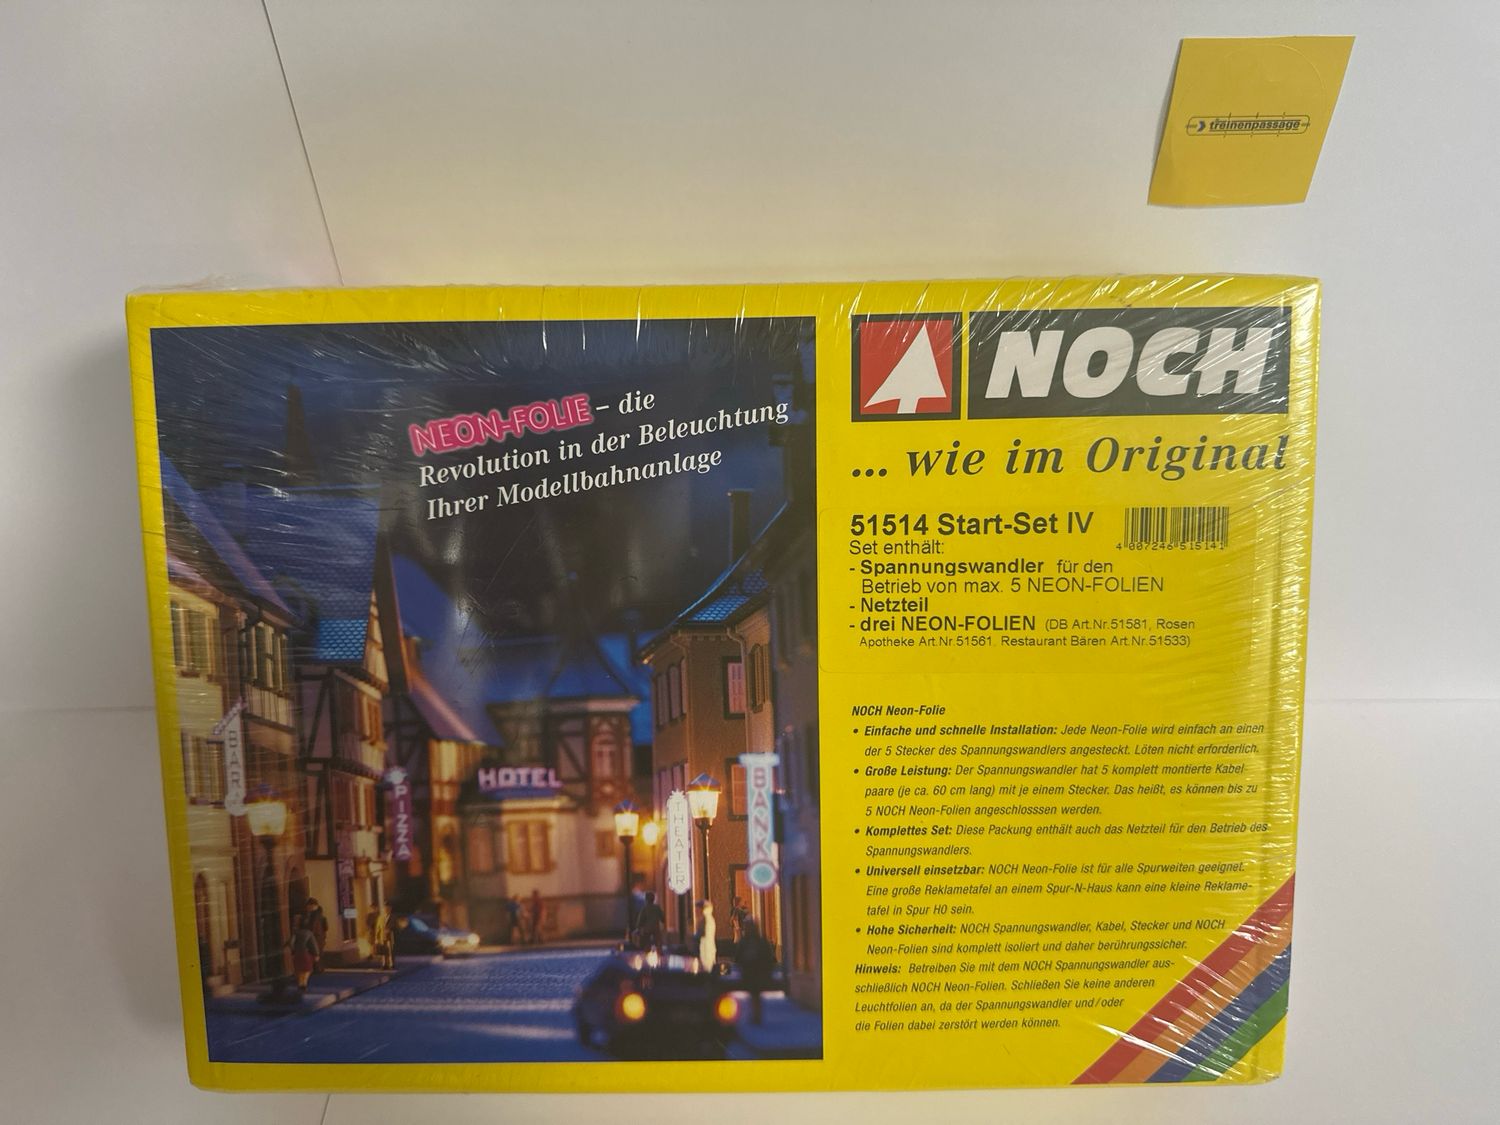 treinenpassage
NEON-FOLIE – die
Revolution in der Beleuchtung
Ihrer Modellbahnanlage
BAR
PIZZA
HOTEL
THEATER
BANK
NOCH
... wie im Original
51514 Start-Set IV
4 007246 515141
Set enthält:
- Spannungswandler für den
Betrieb von max. 5 NEON-FOLIEN
- Netzteil
- drei NEON-FOLIEN (DB Art.Nr.51581, Rosen
Apotheke Art.Nr.51561. Restaurant Bären Art.Nr.51533)
NOCH Neon-Folie
• Einfache und schnelle Installation: Jede Neon-Folie wird einfach an einen
der 5 Stecker des Spannungswandlers angesteckt. Löten nicht erforderlich.
• Große Leistung: Der Spannungswandler hat 5 komplett montierte Kabel-
paare (je ca. 60 cm lang) mit je einem Stecker. Das heißt, es können bis zu
5 NOCH Neon-Folien angeschlosssen werden.
• Komplettes Set: Diese Packung enthält auch das Netzteil für den Betrieb des
Spannungswandlers.
• Universell einsetzbar: NOCH Neon-Folie ist für alle Spurweiten geeignet.
Eine große Reklametafel an einem Spur-N-Haus kann eine kleine Reklame-
tafel in Spur H0 sein.
• Hohe Sicherheit: NOCH Spannungswandler, Kabel, Stecker und NOCH
Neon-Folien sind komplett isoliert und daher berührungssicher.
Hinweis: Betreiben Sie mit dem NOCH Spannungswandler aus-
schließlich NOCH Neon-Folien. Schließen Sie keine anderen
Leuchtfolien an, da der Spannungswandler und/oder
die Folien dabei zerstört werden können.